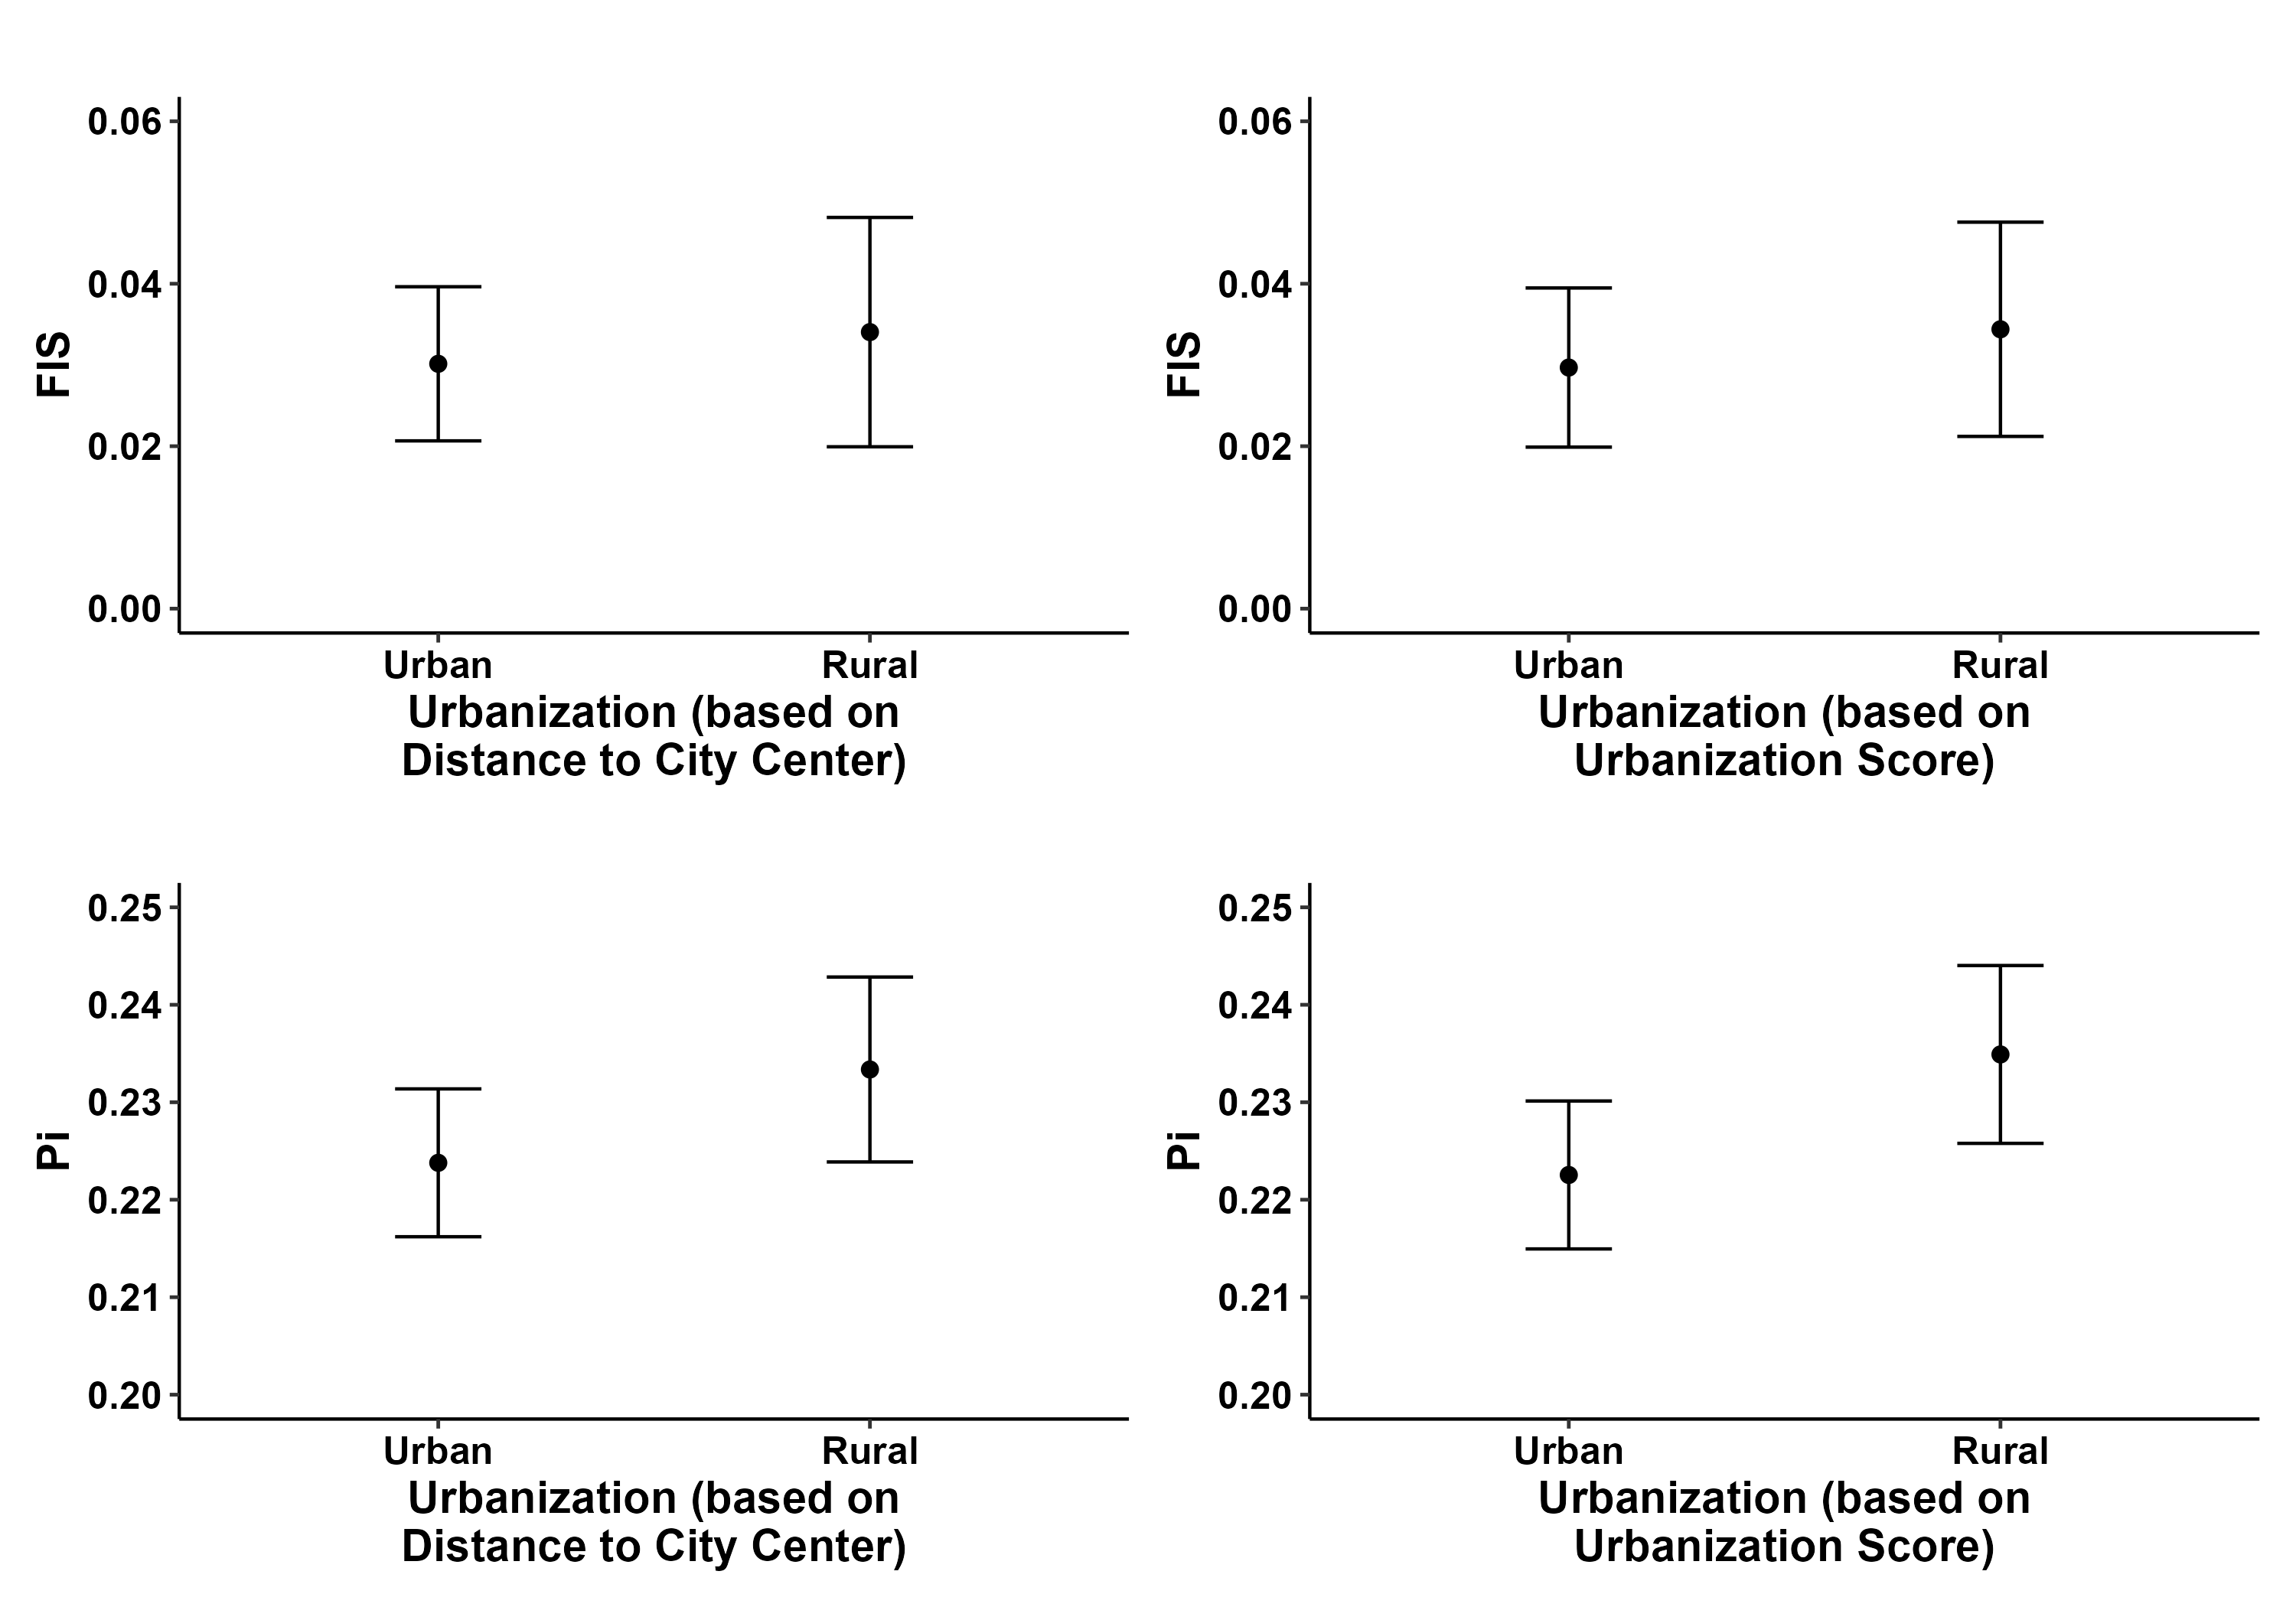 0.06
0.04
0.02
0.00
FIS
Urban Rural
Urbanization (based on
Distance to City Center)
0.06
0.04
0.02
0.00
FIS
Urban Rural
Urbanization (based on
Urbanization Score)
0.25
0.24
0.23
0.22
0.21
0.20
Pi
Urban Rural
Urbanization (based on
Distance to City Center)
0.25
0.24
0.23
0.22
0.21
0.20
Pi
Urban Rural
Urbanization (based on
Urbanization Score)